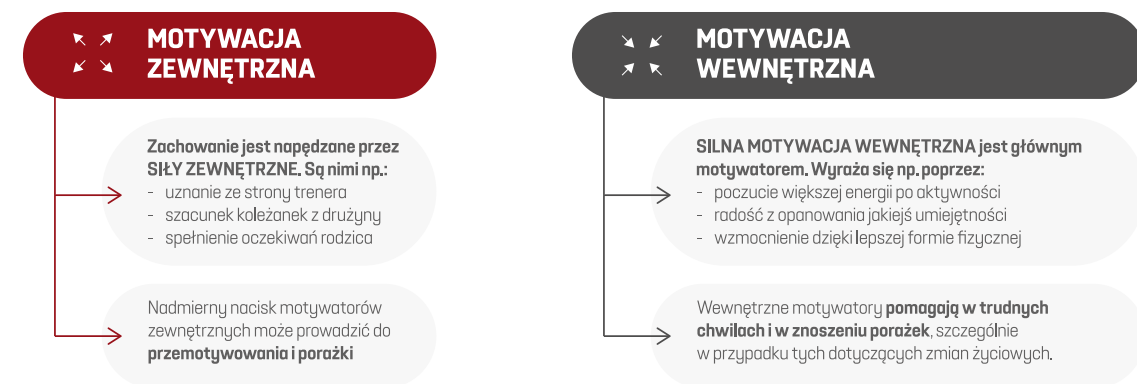 MOTYWACJA
ZEWNĘTRZNA
Zachowanie jest napędzane przez
SIŁY ZEWNĘTRZNE. Są nimi np.:
- uznanie ze strony trenera
- szacunek koleżanek z drużyny
- spełnienie oczekiwań rodzica
Nadmierny nacisk motywatorów
zewnętrznych może prowadzić do
przemotywowania i porażki
MOTYWACJA
WEWNĘTRZNA
SILNA MOTYWACJA WEWNĘTRZNA jest głównym
motywatorem. Wyraża się np. poprzez:
- poczucie większej energii po aktywności
- radość z opanowania jakiejś umiejętności
- wzmocnienie dzięki lepszej formie fizycznej
Wewnętrzne motywatory pomagają w trudnych
chwilach i w znoszeniu porażek, szczególnie
w przypadku tych dotyczących zmian życiowych.